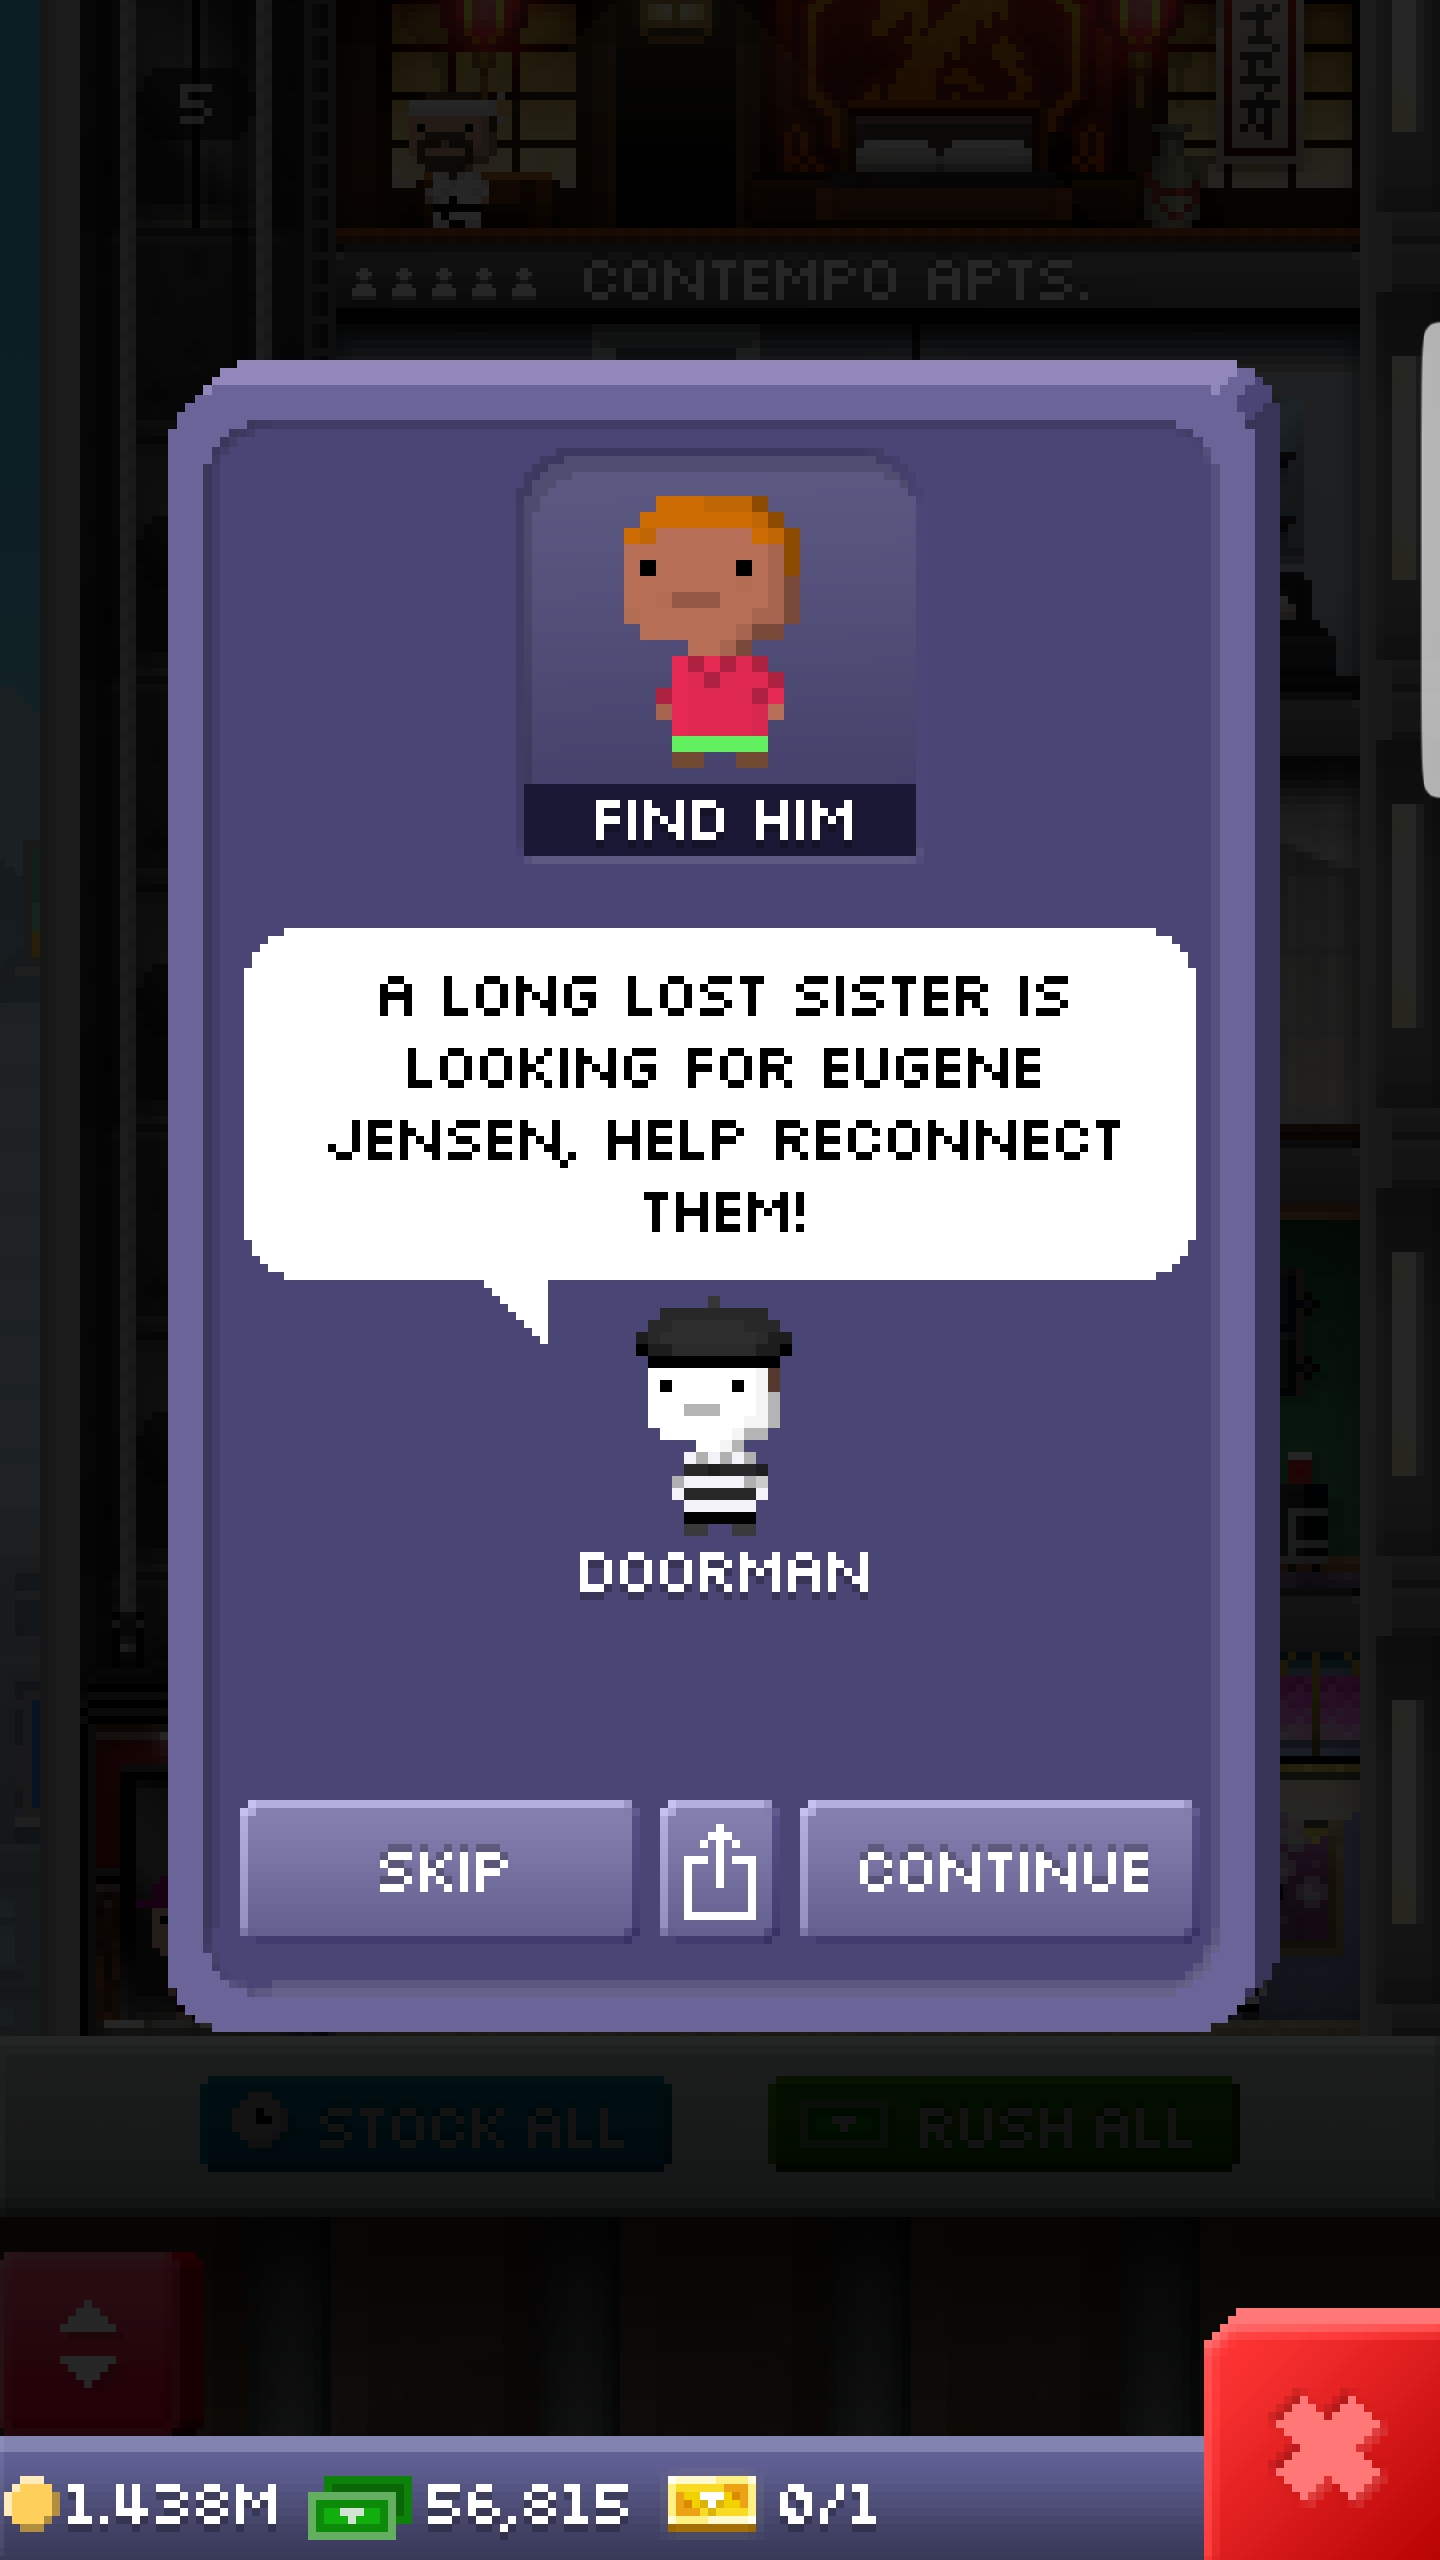 5
CONTEMPO APTS.
FIND HIM
A LONG LOST SISTER IS
LOOKING FOR EUGENE
JENSEN, HELP RECONNECT
THEM!
DOORMAN
SKIP
CONTINUE
STOCK ALL
RUSH ALL
1.438M
56,815
0/1